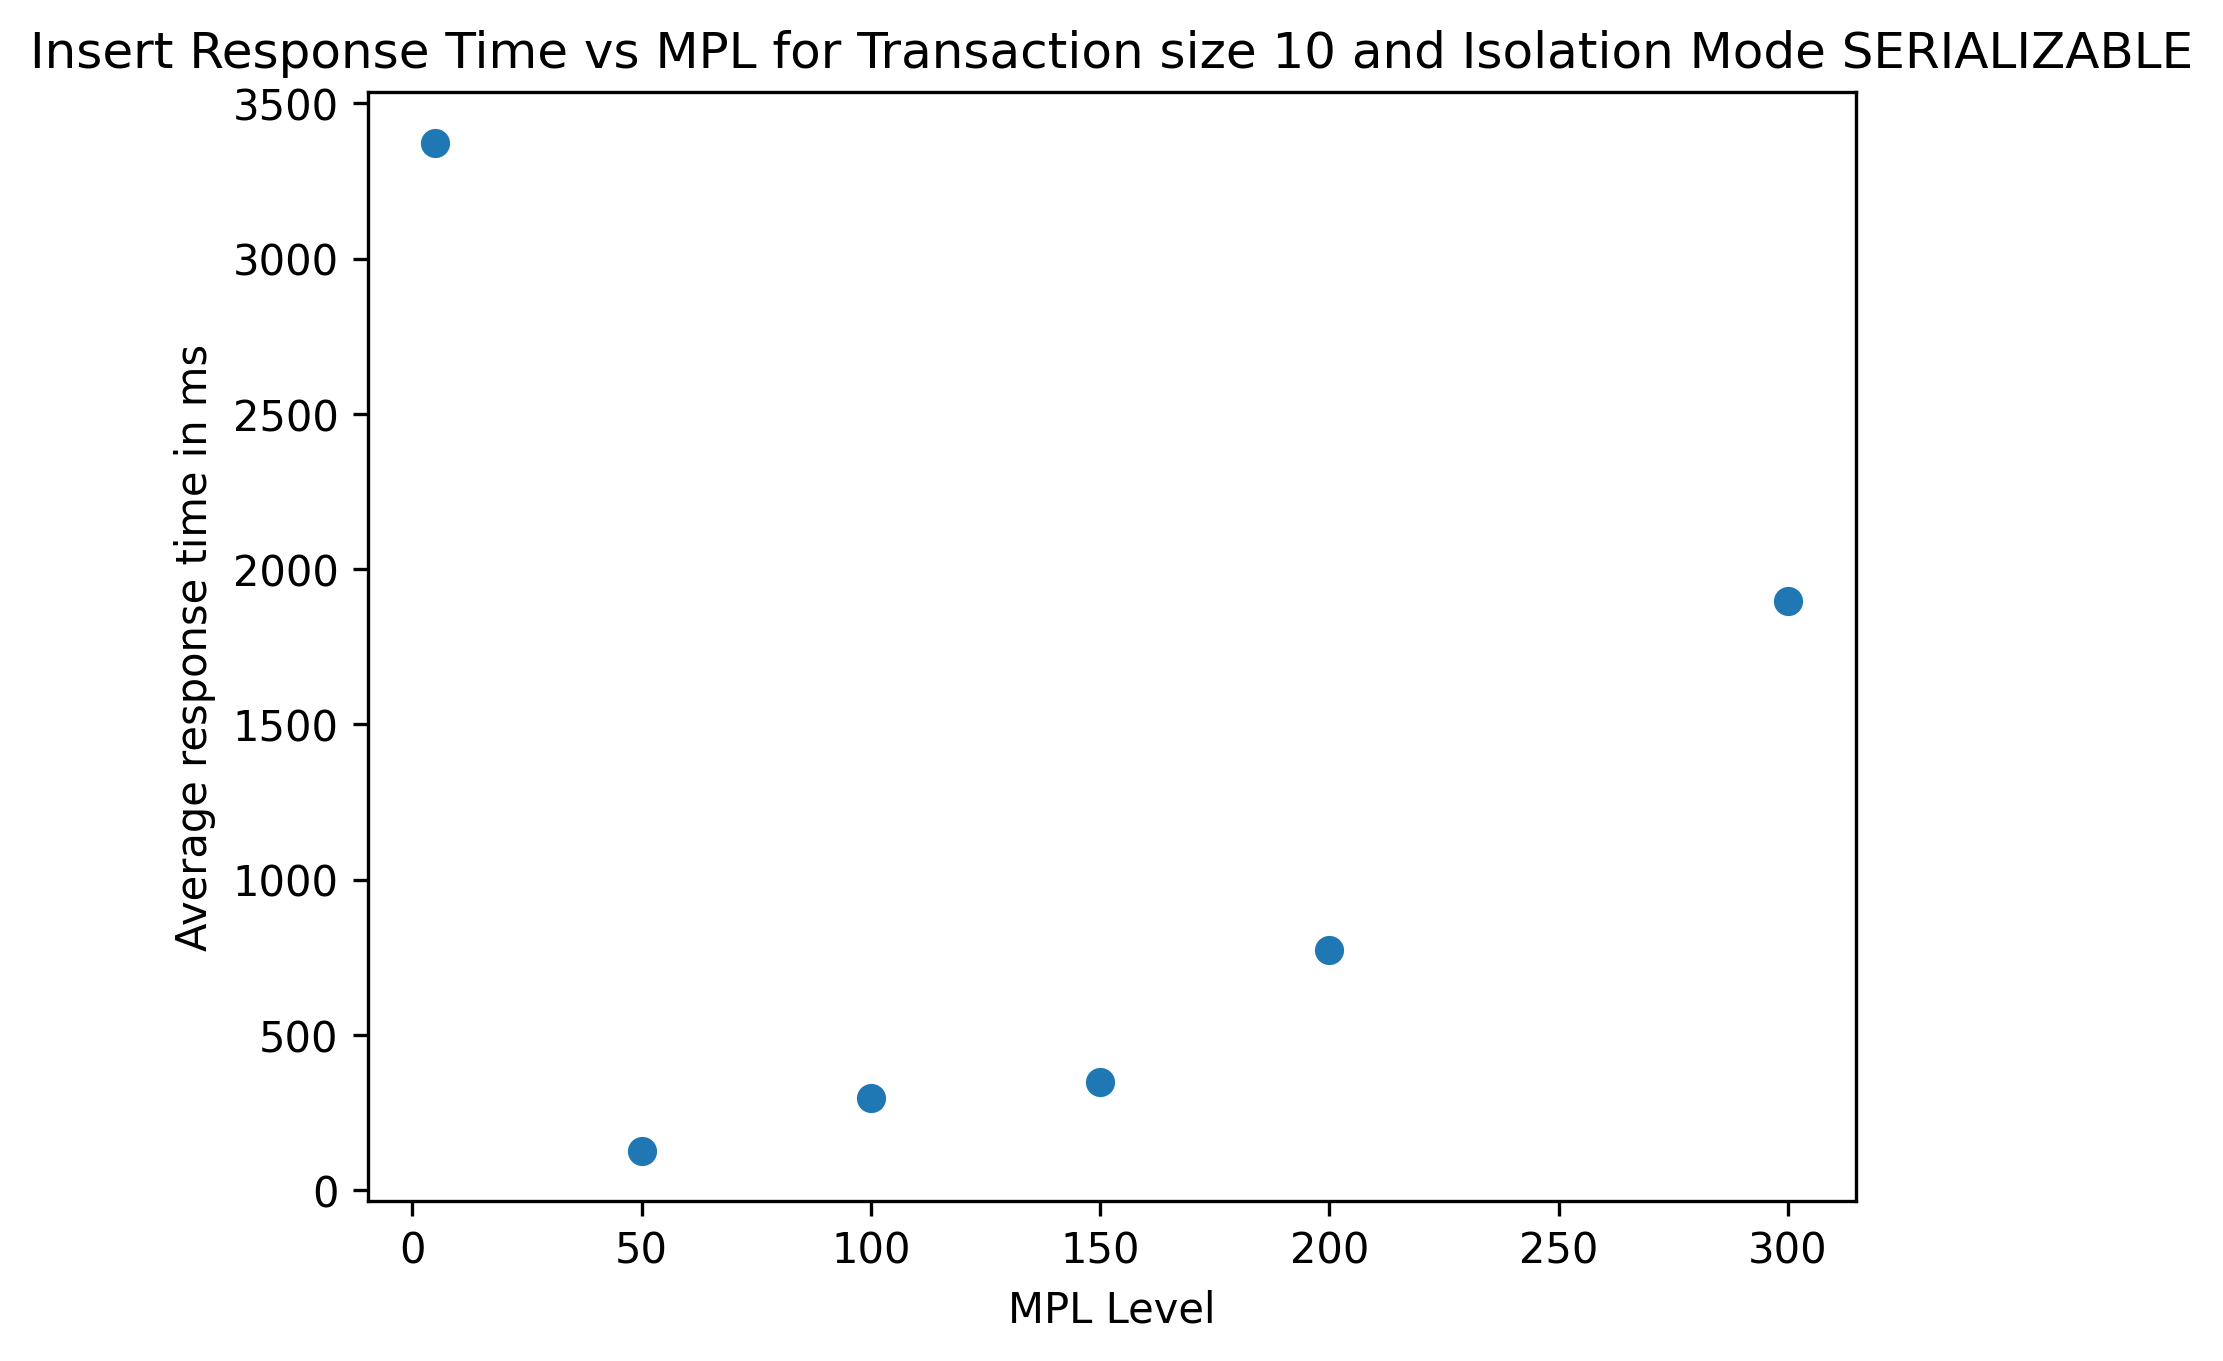 Insert Response Time vs MPL for Transaction size 10 and Isolation Mode SERIALIZABLE
3500
3000
2500
2000
1500
1000
500
0
Average response time in ms
0 50 100 150 200 250 300
MPL Level